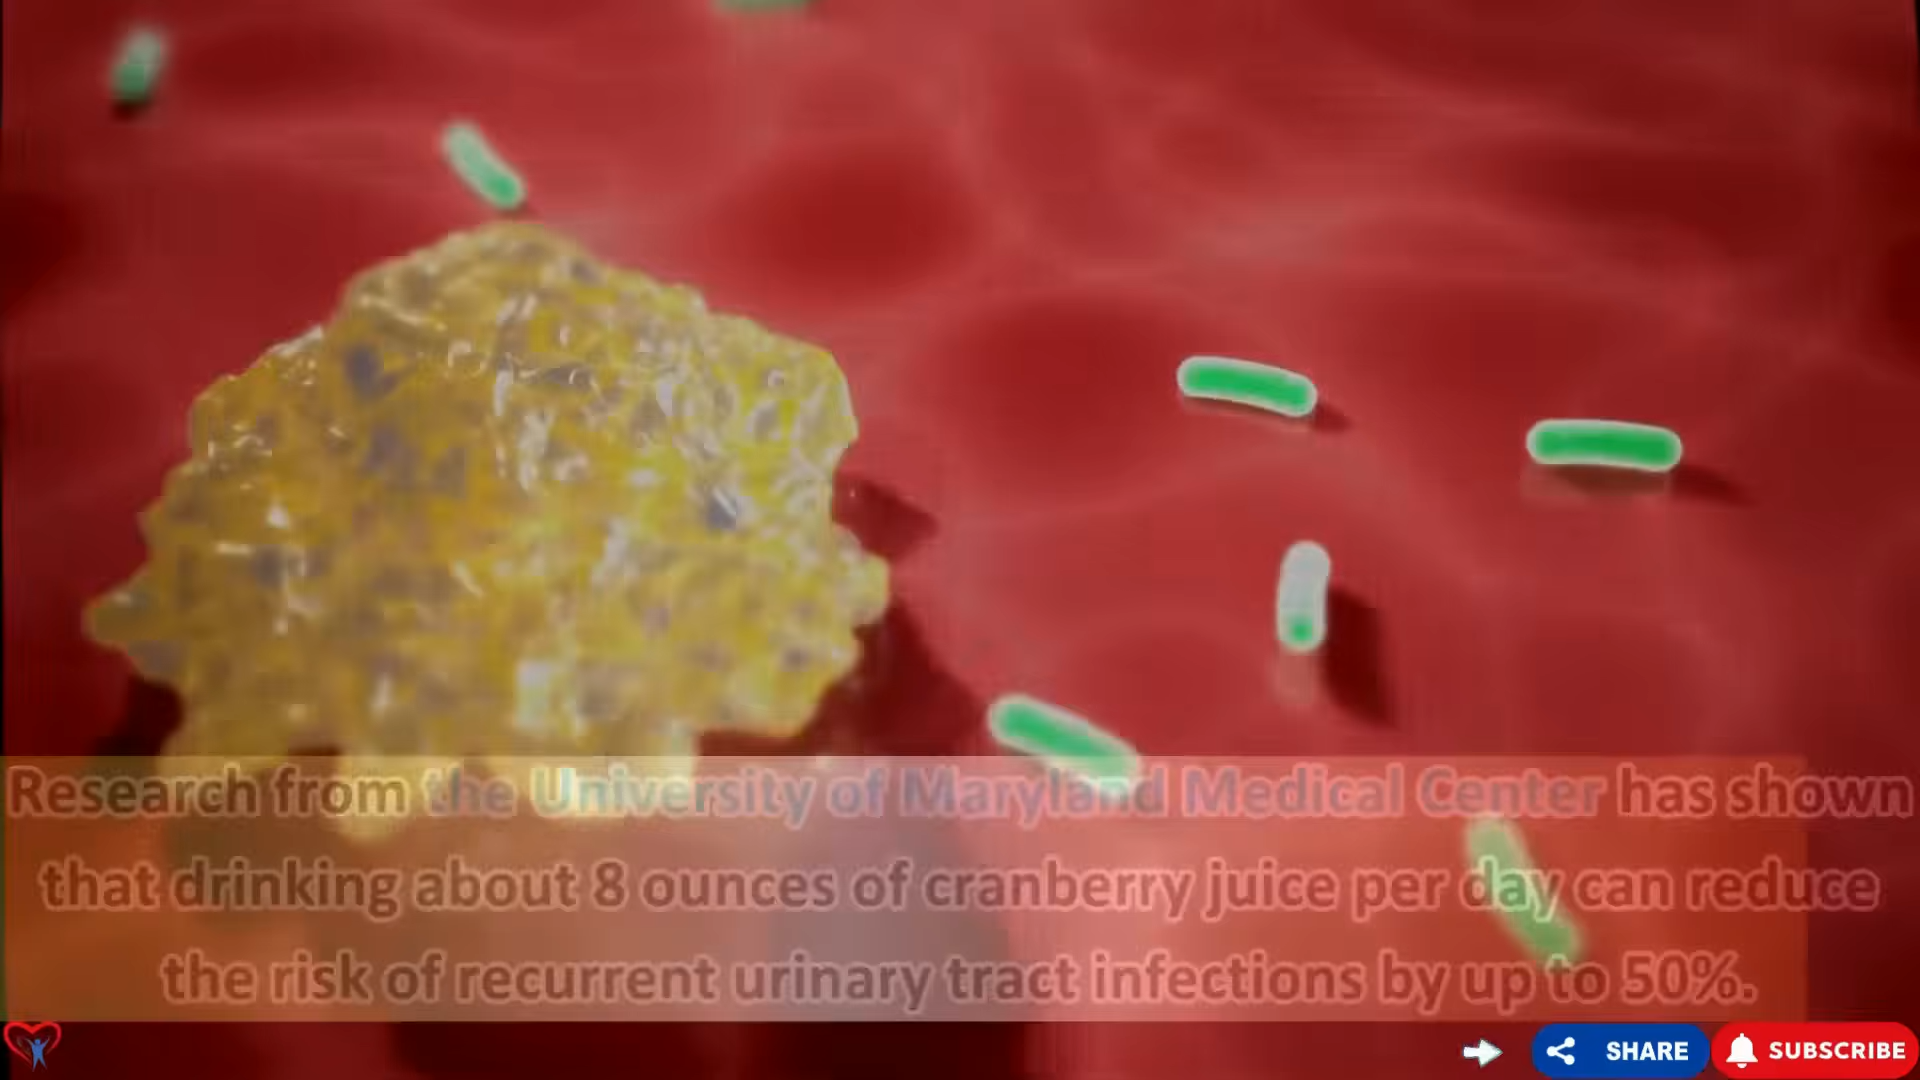 Research from the University of Maryland Medical Center has shown
that drinking about 8 ounces of cranberry juice per day can reduce
the risk of recurrent urinary tract infections by up to 50%.
SHARE
SUBSCRIBE